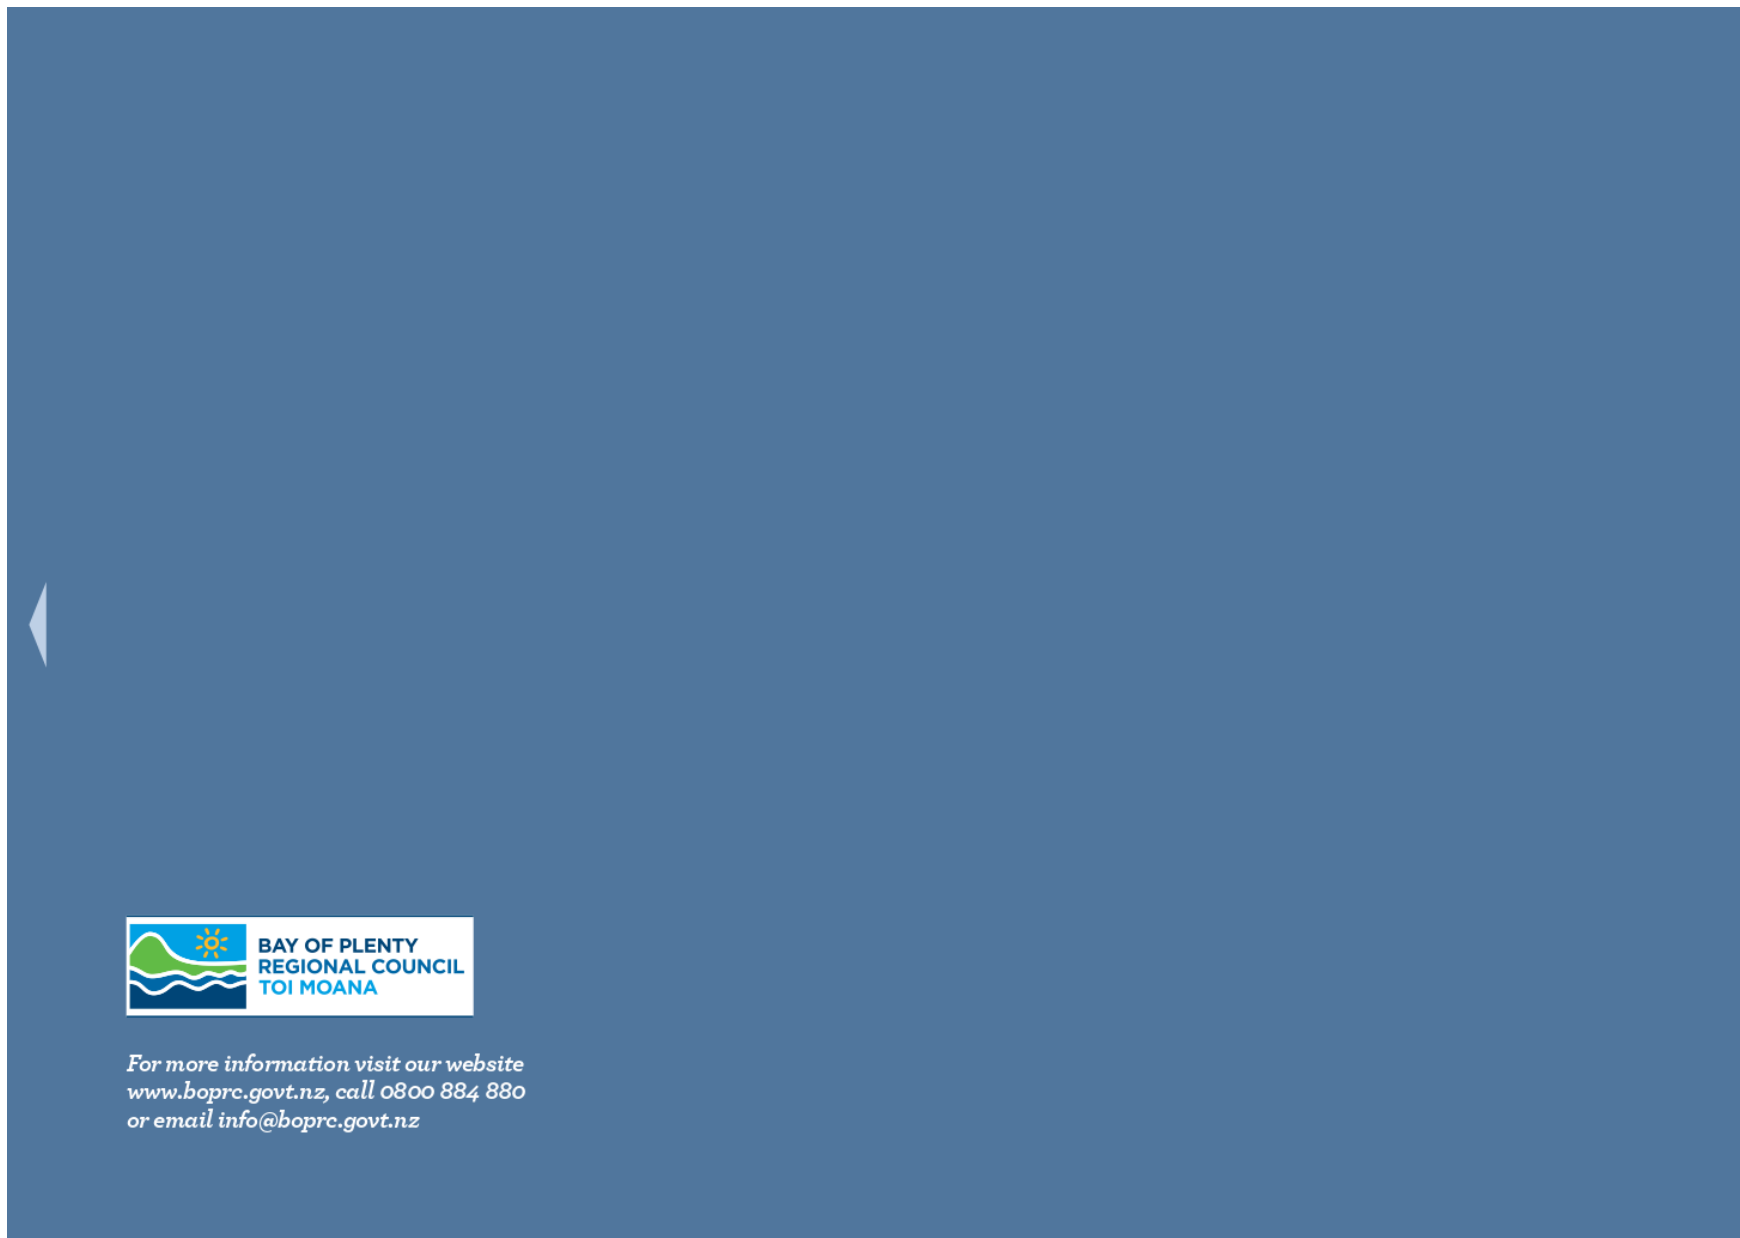 BAY OF PLENTY
REGIONAL COUNCIL
TOI MOANA
For more information visit our website
www.boprc.govt.nz, call 0800 884 880
or email info@boprc.govt.nz